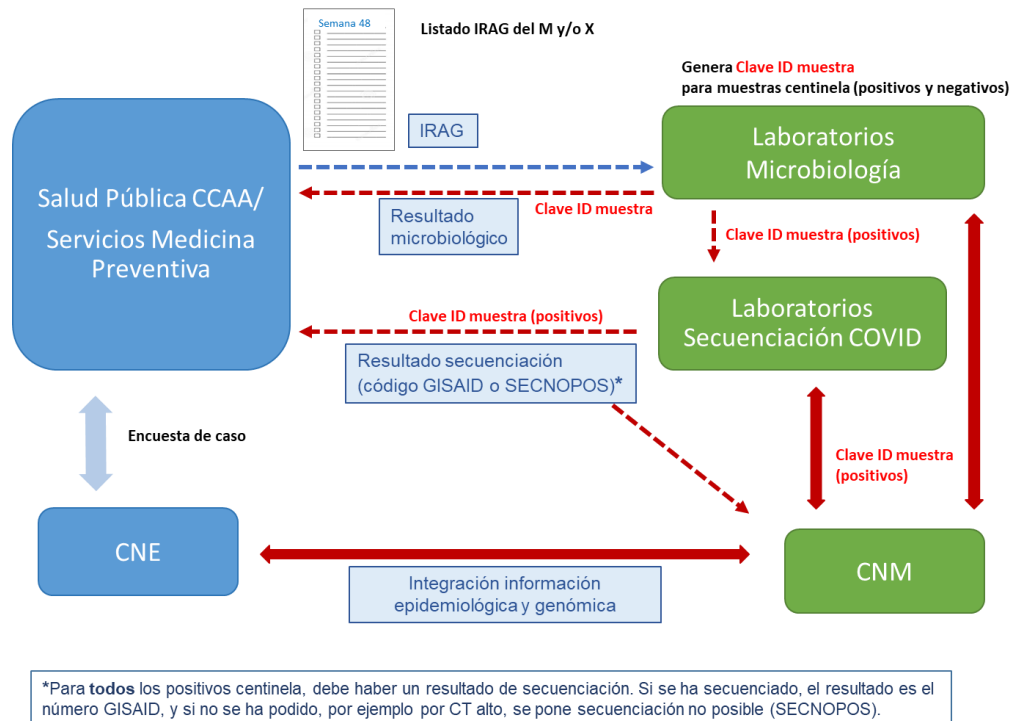 Semana 48
Listado IRAG del M y/o X
Genera Clave ID muestra
para muestras centinela (positivos y negativos)
IRAG
Laboratorios
Microbiología
Salud Pública CCAA/
Servicios Medicina
Preventiva
Clave ID muestra
Resultado
microbiológico
Clave ID muestra (positivos)
Laboratorios
Secuenciación COVID
Clave ID muestra (positivos)
Resultado secuenciación
(código GISAID o SECNOPOS)*
Encuesta de caso
Clave ID muestra
(positivos)
CNE
CNM
Integración información
epidemiológica y genómica
*Para todos los positivos centinela, debe haber un resultado de secuenciación. Si se ha secuenciado, el resultado es el
número GISAID, y si no se ha podido, por ejemplo por CT alto, se pone secuenciación no posible (SECNOPOS).